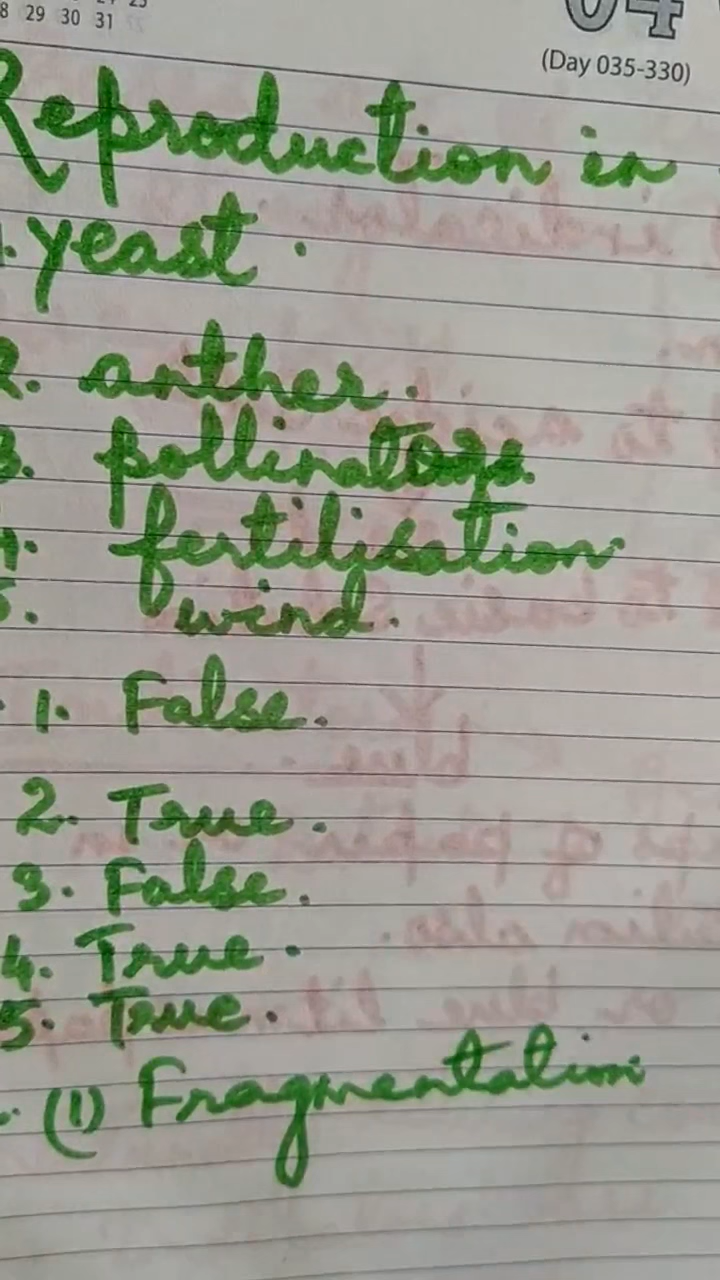 8 29 30 31
04
(Day 035-330)
Reproduction in
1. yeast.
2. anther.
3. pollinators.
4. fertilisation.
5. wind.
1. False.
2. True.
3. False.
4. True.
5. True.
(1) Fragmentation